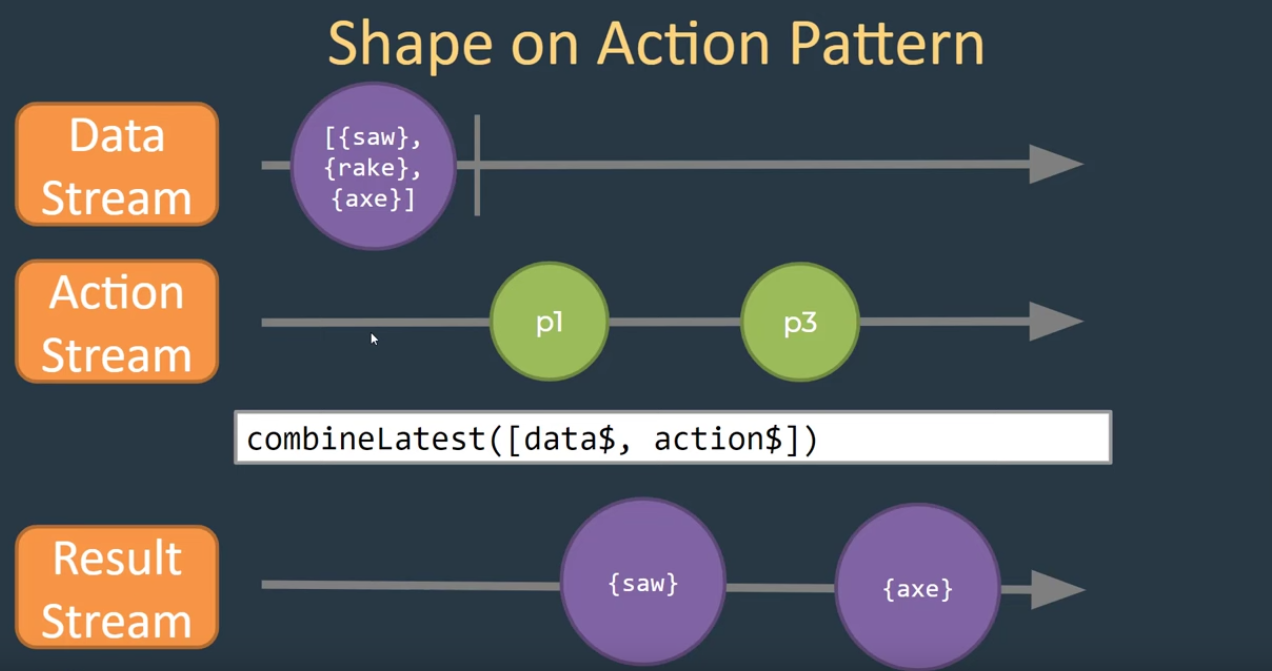 Shape on Action Pattern
Data
Stream
[{saw},
{rake},
{axe}]
Action
Stream
p1
p3
combineLatest([data$, action$])
Result
Stream
{saw}
{axe}